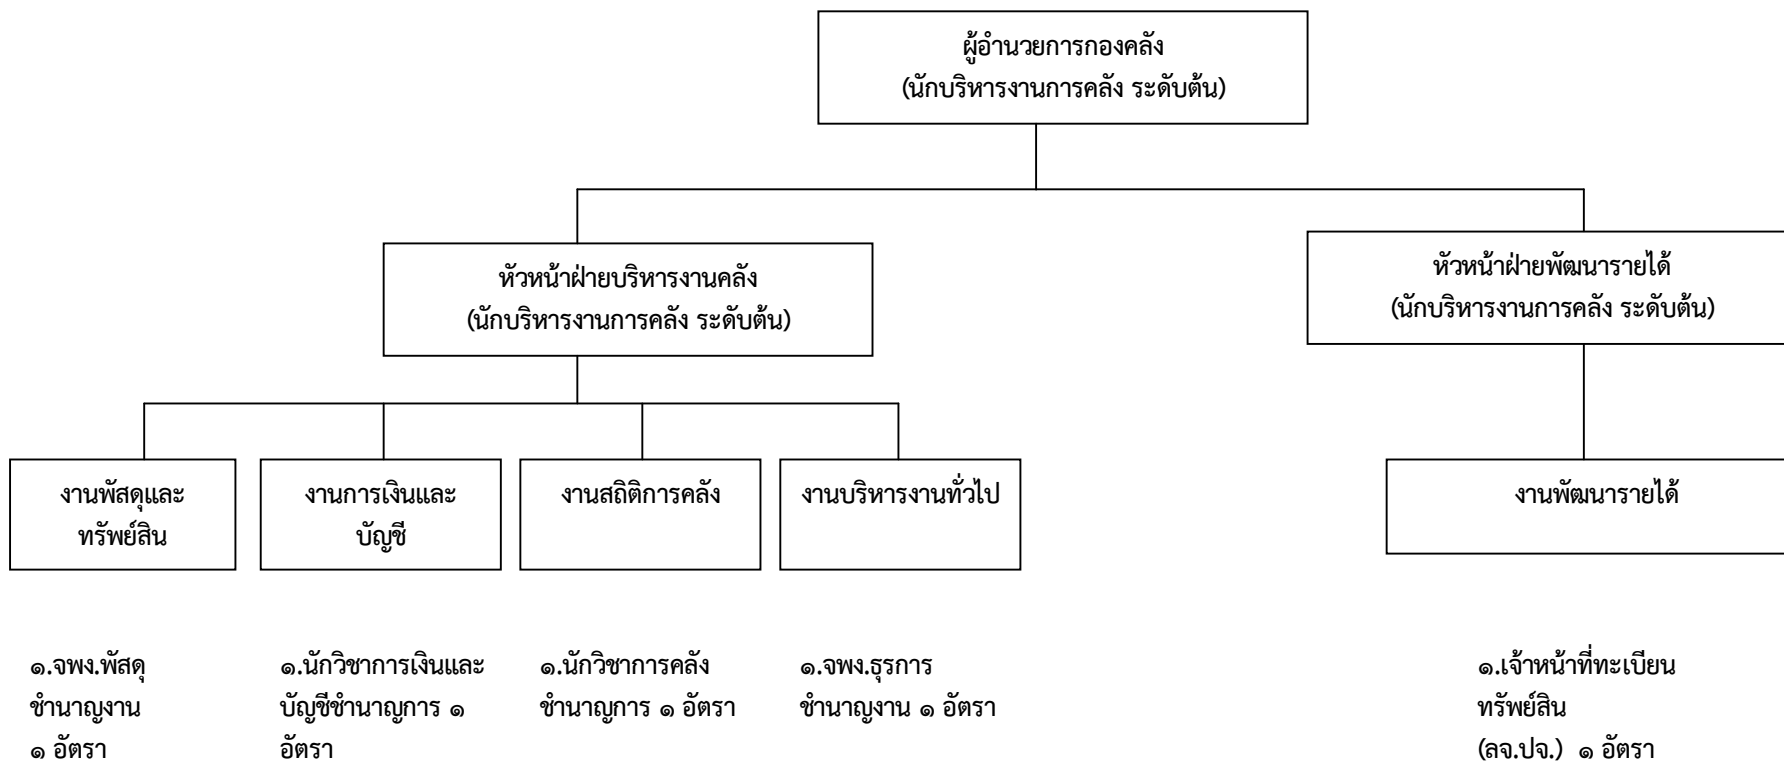 ผู้อำนวยการกองคลัง
(นักบริหารงานการคลัง ระดับต้น)
หัวหน้าฝ่ายบริหารงานคลัง
(นักบริหารงานการคลัง ระดับต้น)
หัวหน้าฝ่ายพัฒนารายได้
(นักบริหารงานการคลัง ระดับต้น)
งานพัสดุและ
ทรัพย์สิน
งานการเงินและ
บัญชี
งานสถิติการคลัง
งานบริหารงานทั่วไป
งานพัฒนารายได้
๑.จพง.พัสดุ
ชำนาญงาน
๑ อัตรา
๑.นักวิชาการเงินและ
บัญชีชำนาญการ ๑
อัตรา
๑.นักวิชาการคลัง
ชำนาญการ ๑ อัตรา
๑.จพง.ธุรการ
ชำนาญงาน ๑ อัตรา
๑.เจ้าหน้าที่ทะเบียน
ทรัพย์สิน
(ลจ.ปจ.) ๑ อัตรา